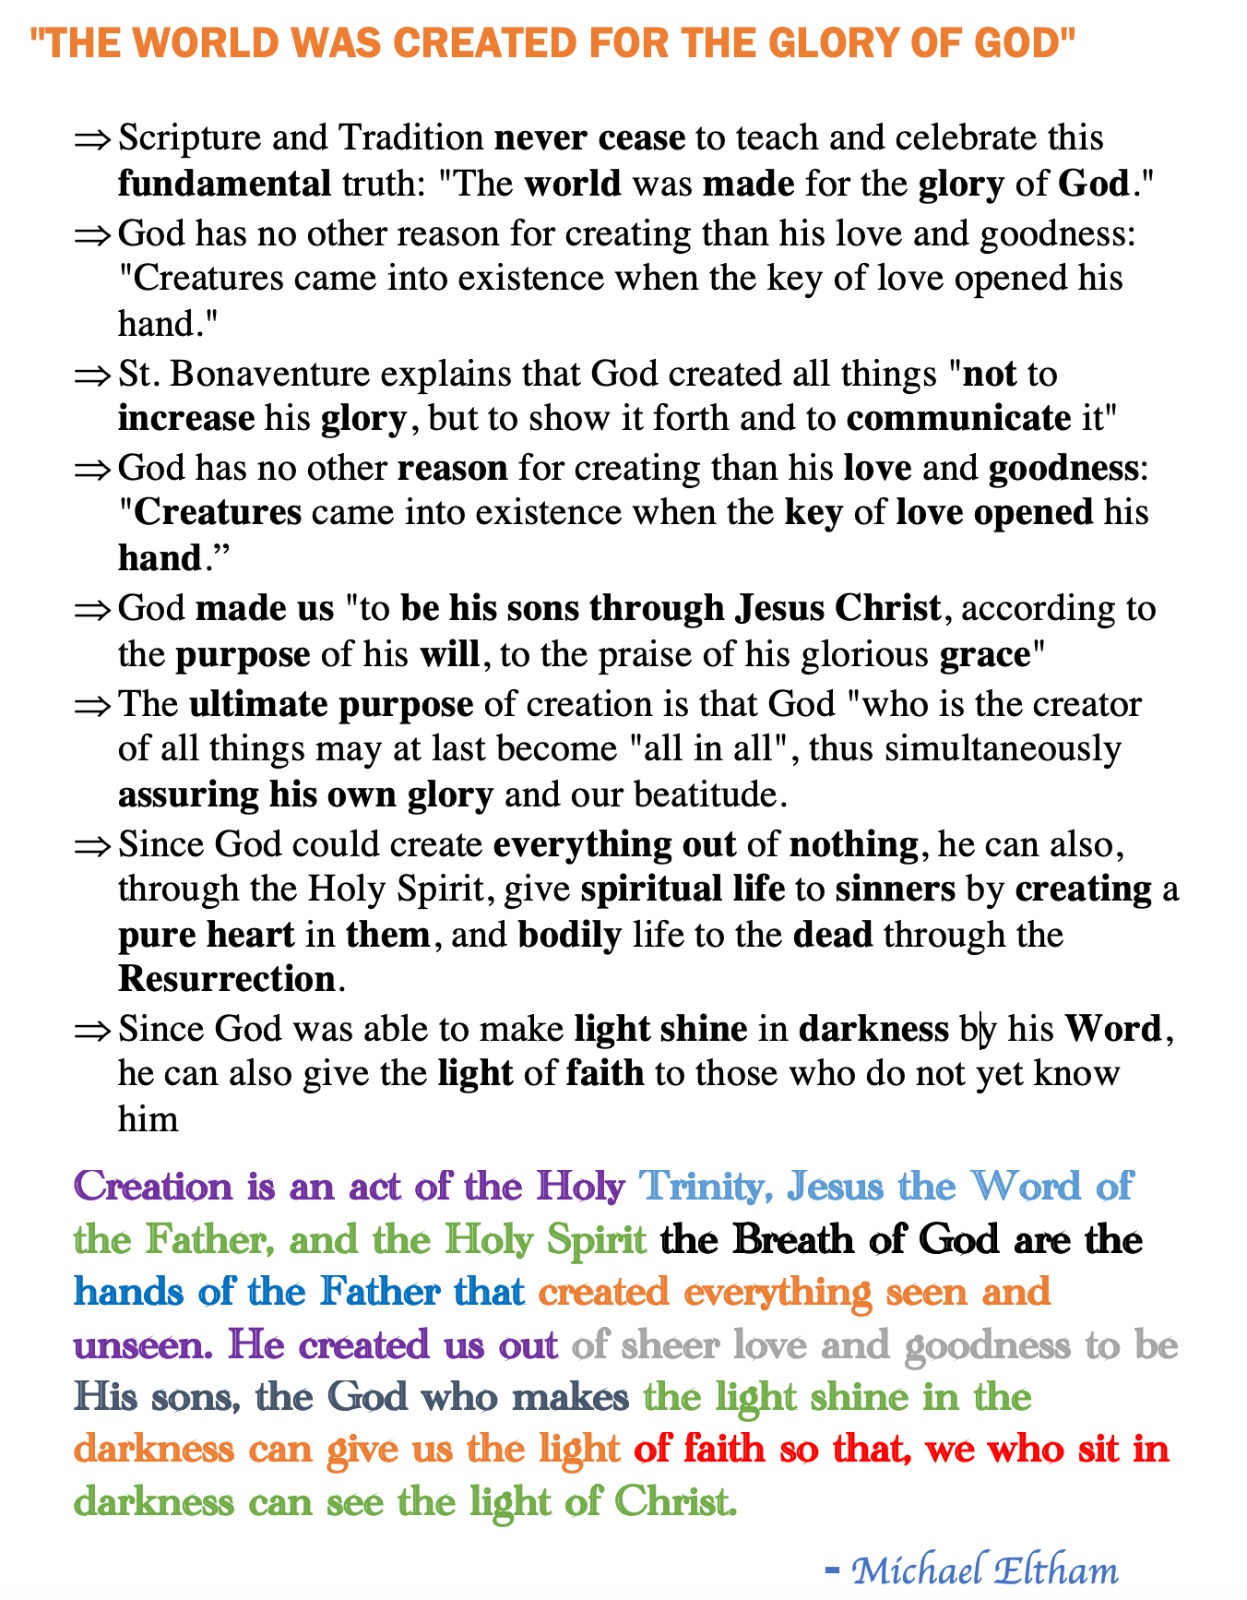 "THE WORLD WAS CREATED FOR THE GLORY OF GOD"
⇒ Scripture and Tradition never cease to teach and celebrate this
fundamental truth: "The world was made for the glory of God."
⇒ God has no other reason for creating than his love and goodness:
"Creatures came into existence when the key of love opened his
hand."
⇒ St. Bonaventure explains that God created all things "not to
increase his glory, but to show it forth and to communicate it"
⇒ God has no other reason for creating than his love and goodness:
"Creatures came into existence when the key of love opened his
hand.”
⇒ God made us "to be his sons through Jesus Christ, according to
the purpose of his will, to the praise of his glorious grace"
⇒ The ultimate purpose of creation is that God "who is the creator
of all things may at last become "all in all", thus simultaneously
assuring his own glory and our beatitude.
⇒ Since God could create everything out of nothing, he can also,
through the Holy Spirit, give spiritual life to sinners by creating a
pure heart in them, and bodily life to the dead through the
Resurrection.
⇒ Since God was able to make light shine in darkness by his Word,
he can also give the light of faith to those who do not yet know
him
Creation is an act of the Holy Trinity, Jesus the Word of
the Father, and the Holy Spirit the Breath of God are the
hands of the Father that created everything seen and
unseen. He created us out of sheer love and goodness to be
His sons, the God who makes the light shine in the
darkness can give us the light of faith so that, we who sit in
darkness can see the light of Christ.
- Michael Eltham